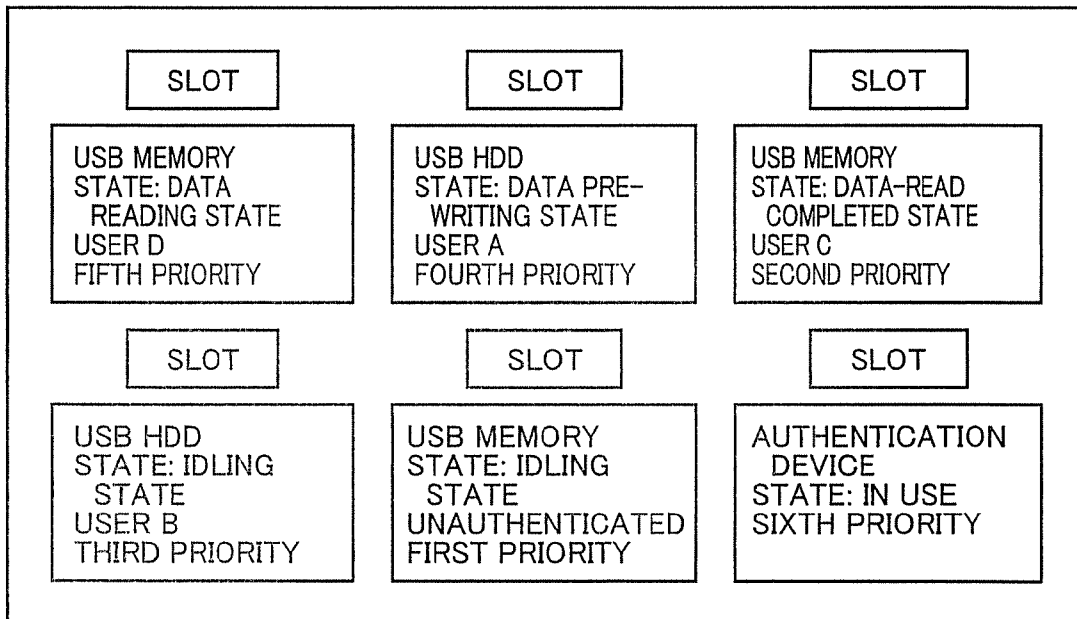 SLOT
USB MEMORY
STATE: DATA
READING STATE
USER D
FIFTH PRIORITY
SLOT
USB HDD
STATE: DATA PRE-
WRITING STATE
USER A
FOURTH PRIORITY
SLOT
USB MEMORY
STATE: DATA-READ
COMPLETED STATE
USER C
SECOND PRIORITY
SLOT
USB HDD
STATE: IDLING
STATE
USER B
THIRD PRIORITY
SLOT
USB MEMORY
STATE: IDLING
STATE
UNAUTHENTICATED
FIRST PRIORITY
SLOT
AUTHENTICATION
DEVICE
STATE: IN USE
SIXTH PRIORITY